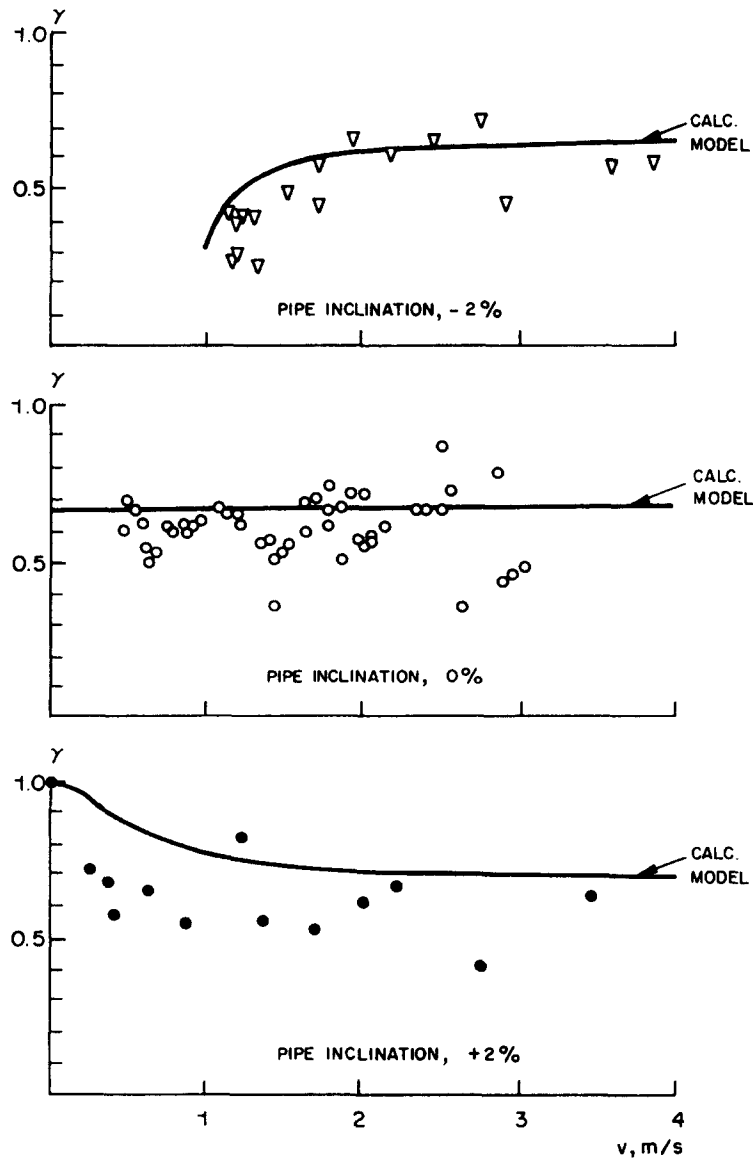 γ
1.0
0.5
CALC.
MODEL
PIPE INCLINATION, - 2%
γ
1.0
0.5
CALC.
MODEL
PIPE INCLINATION, 0%
γ
1.0
0.5
CALC.
MODEL
PIPE INCLINATION, +2%
1 2 3 4
v, m/s